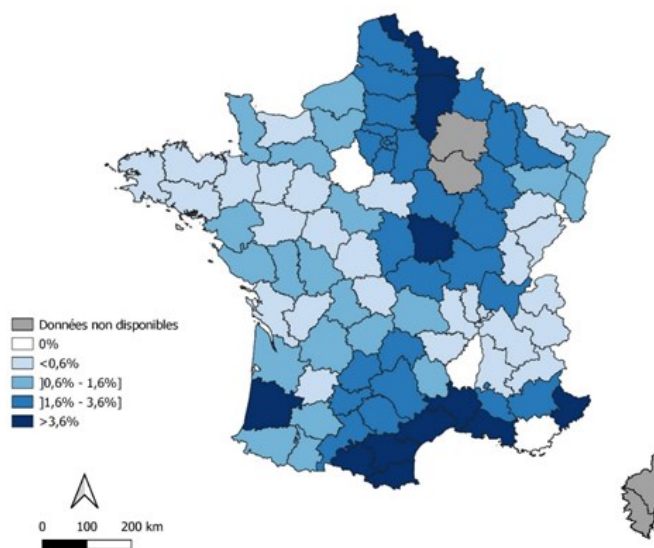 Données non disponibles
0%
<0,6%
]0,6% - 1,6%]
]1,6% - 3,6%]
>3,6%
0 100 200 km